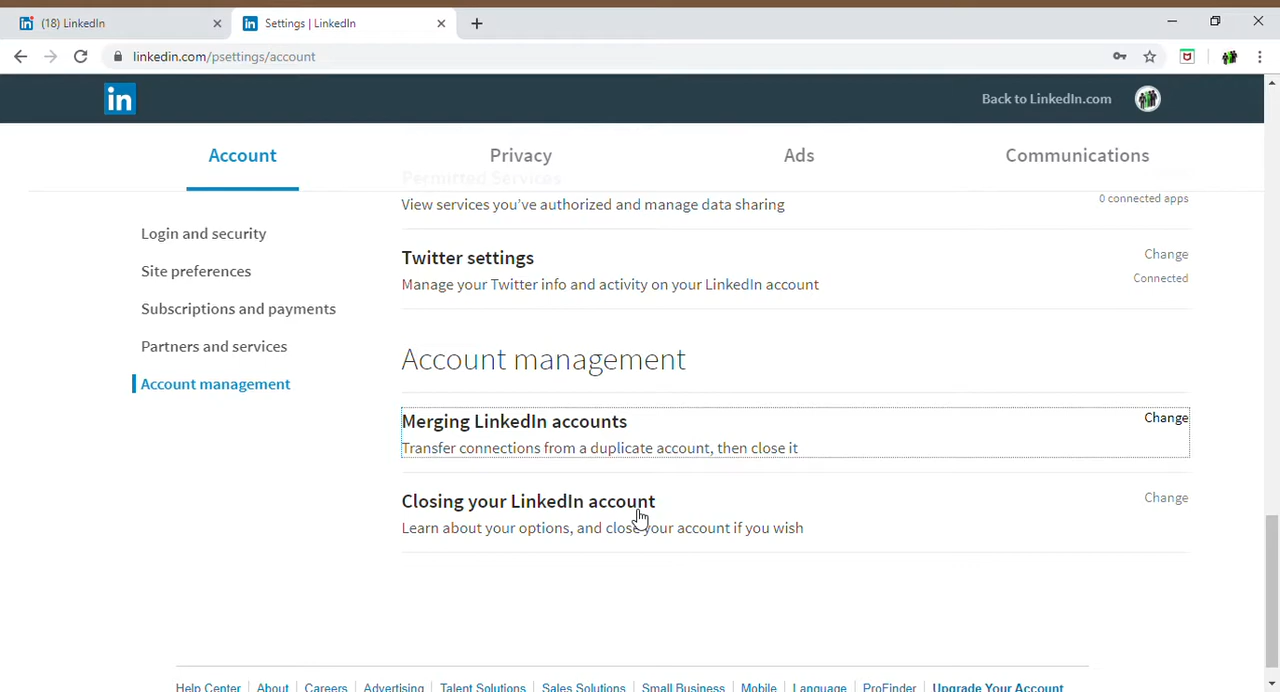 (18) LinkedIn
Settings | LinkedIn
linkedin.com/psettings/account
in
Back to LinkedIn.com
Account
Privacy
Ads
Communications
Permitted Services
View services you've authorized and manage data sharing
0 connected apps
Login and security
Site preferences
Subscriptions and payments
Partners and services
Account management
Twitter settings
Change
Manage your Twitter info and activity on your LinkedIn account
Connected
Account management
Merging LinkedIn accounts
Change
Transfer connections from a duplicate account, then close it
Closing your LinkedIn account
Change
Learn about your options, and close your account if you wish
Help Center | About | Careers | Advertising | Talent Solutions | Sales Solutions | Small Business | Mobile | Language | ProFinder | Upgrade Your Account